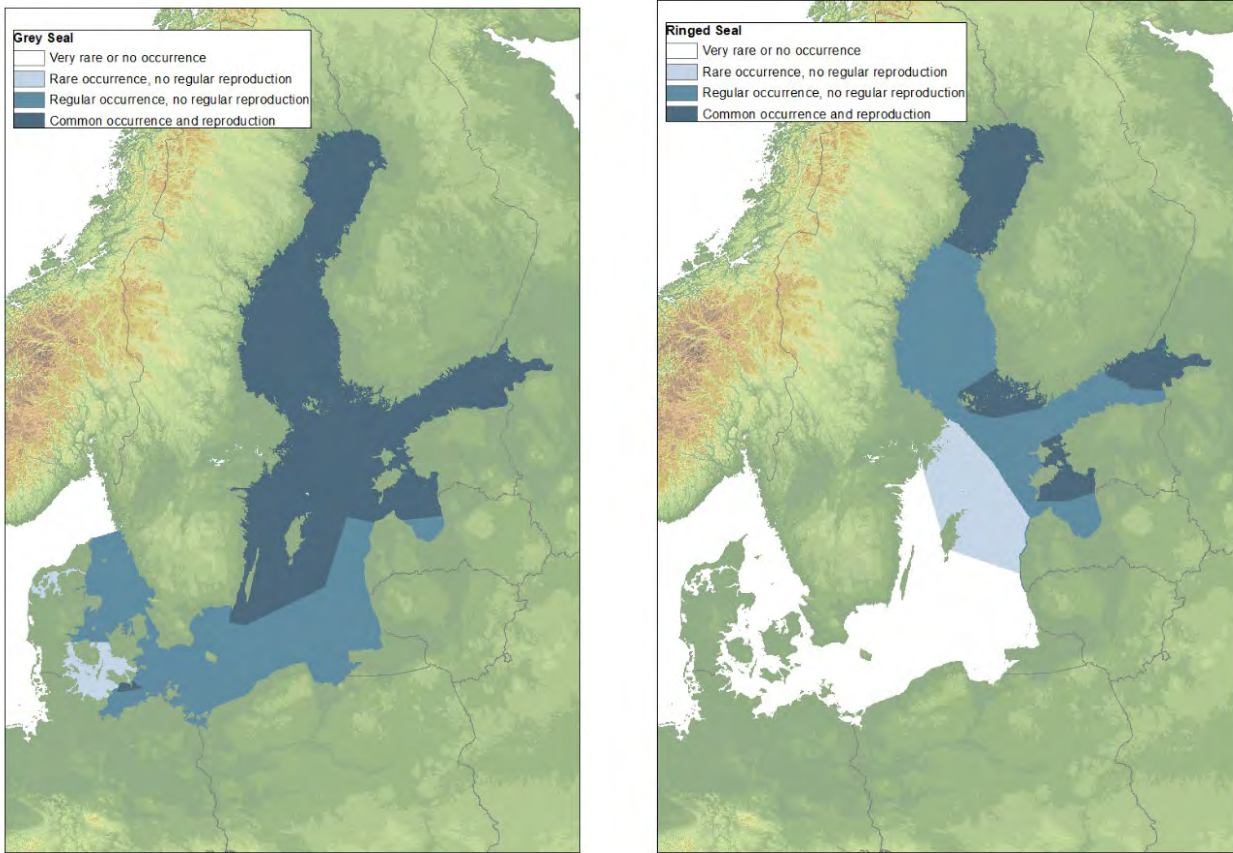 Grey Seal
Very rare or no occurrence
Rare occurrence, no regular reproduction
Regular occurrence, no regular reproduction
Common occurrence and reproduction
Ringed Seal
Very rare or no occurrence
Rare occurrence, no regular reproduction
Regular occurrence, no regular reproduction
Common occurrence and reproduction